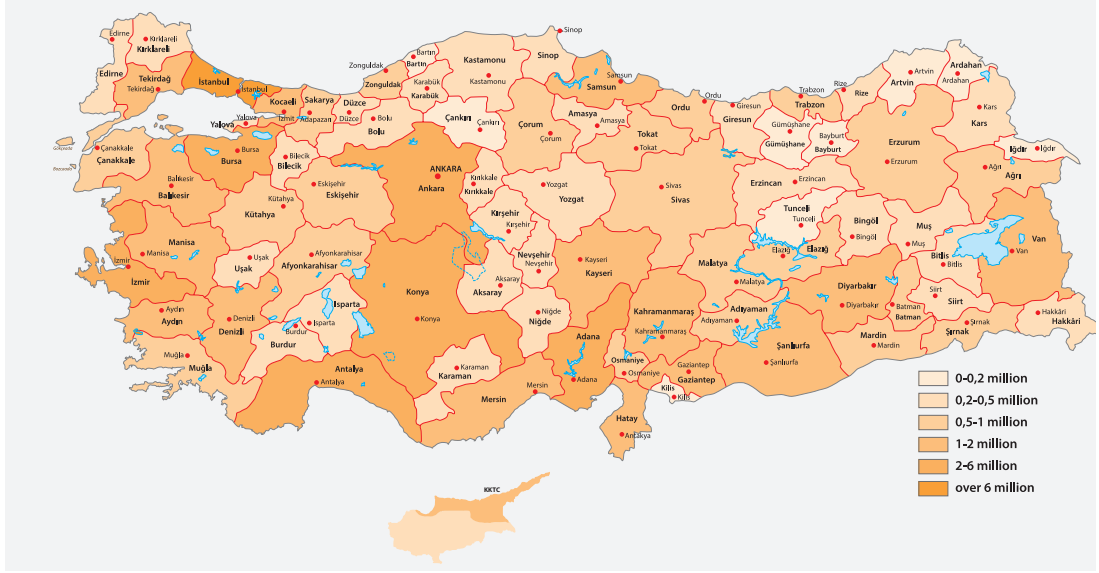 Sinop
Edirne
Kırklareli
Kırklareli
Bartın
Bartın
Kastamonu
Kastamonu
Sinop
Zonguldak
Zonguldak
Karabük
Karabük
Samsun
Samsun
Edirne
Tekirdağ
Tekirdağ
İstanbul
İstanbul
Kocaeli
İzmit
Sakarya
Adapazarı
Düzce
Düzce
Bolu
Bolu
Yalova
Yalova
Çankırı
Çankırı
Çorum
Çorum
Amasya
Amasya
Tokat
Tokat
Ordu
Ordu
Giresun
Giresun
Trabzon
Trabzon
Rize
Rize
Artvin
Artvin
Ardahan
Ardahan
Kars
Kars
Gümüşhane
Gümüşhane
Bayburt
Bayburt
Erzurum
Erzurum
Iğdır
Iğdır
Ağrı
Ağrı
Çanakkale
Çanakkale
Bursa
Bursa
Bilecik
Bilecik
Balıkesir
Balıkesir
Kütahya
Kütahya
Eskişehir
Eskişehir
ANKARA
Ankara
Kırıkkale
Kırıkkale
Kırşehir
Kırşehir
Yozgat
Yozgat
Sivas
Sivas
Erzincan
Erzincan
Tunceli
Tunceli
Bingöl
Bingöl
Muş
Muş
Van
Van
Manisa
Manisa
İzmir
İzmir
Uşak
Uşak
Afyonkarahisar
Afyonkarahisar
Nevşehir
Nevşehir
Aksaray
Aksaray
Kayseri
Kayseri
Malatya
Malatya
Elazığ
Elazığ
Bitlis
Bitlis
Aydın
Aydın
Denizli
Denizli
Isparta
Isparta
Burdur
Burdur
Konya
Konya
Niğde
Niğde
Kahramanmaraş
Kahramanmaraş
Adıyaman
Adıyaman
Diyarbakır
Diyarbakır
Batman
Batman
Siirt
Siirt
Şırnak
Şırnak
Hakkâri
Hakkâri
Muğla
Muğla
Antalya
Antalya
Karaman
Karaman
Mersin
Mersin
Adana
Adana
Osmaniye
Osmaniye
Gaziantep
Gaziantep
Kilis
Kilis
Şanlıurfa
Şanlıurfa
Mardin
Mardin
Hatay
Antakya
KKTC
0-0,2 million
0,2-0,5 million
0,5-1 million
1-2 million
2-6 million
over 6 million